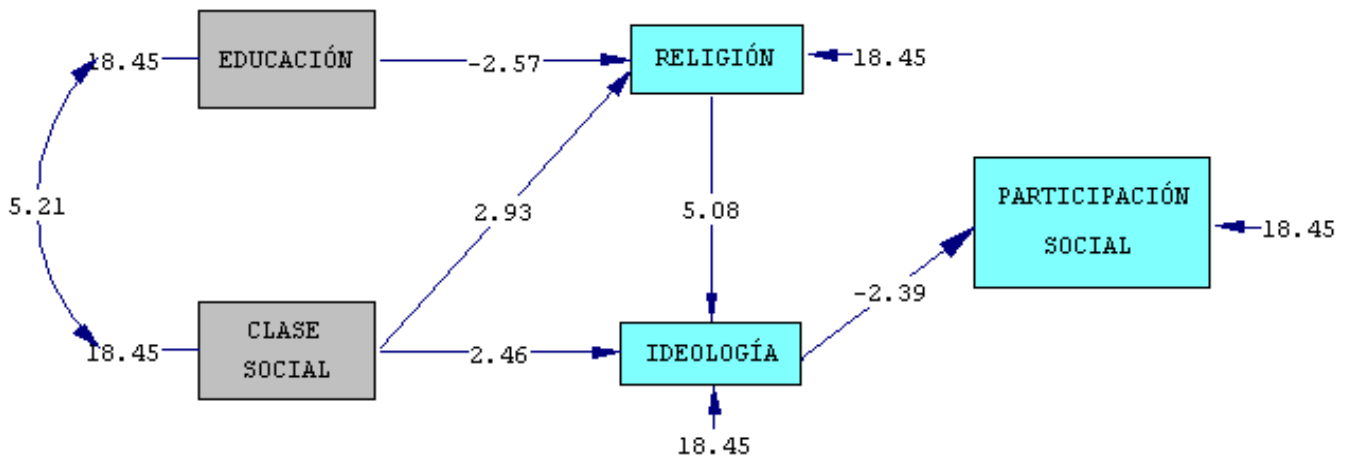 18.45
EDUCACIÓN
-2.57
RELIGIÓN
18.45
5.21
2.93
5.08
PARTICIPACIÓN
SOCIAL
18.45
-2.39
18.45
CLASE
SOCIAL
2.46
IDEOLOGÍA
18.45